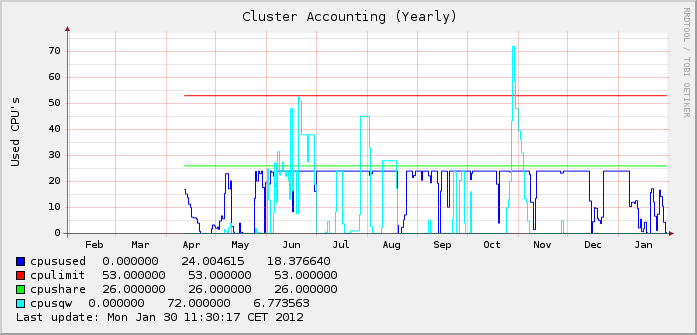 Cluster Accounting (Yearly)
RRDTOOL / TOBI OETIKER
Used CPU's
70
60
50
40
30
20
10
0
Feb Mar Apr May Jun Jul Aug Sep Oct Nov Dec Jan
cpusused 0.000000 24.004615 18.376640
cpulimit 53.000000 53.000000 53.000000
cpushare 26.000000 26.000000 26.000000
cpusqw 0.000000 72.000000 6.773563
Last update: Mon Jan 30 11:30:17 CET 2012